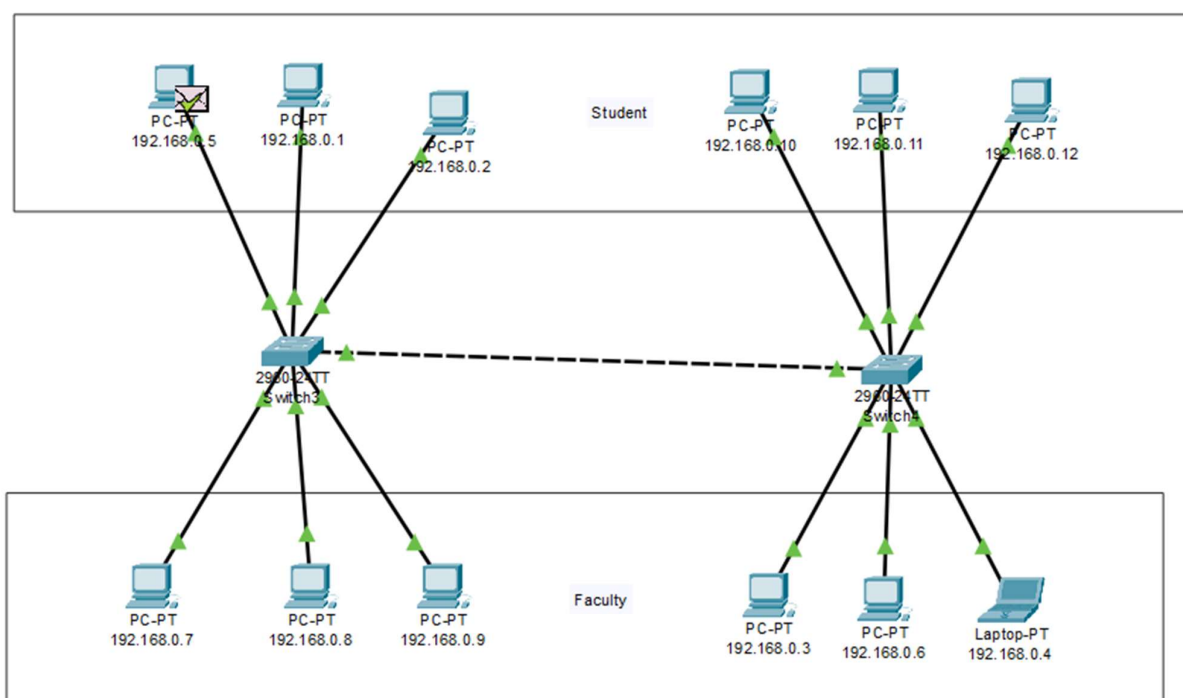 PC-PT
192.168.0.5
PC-PT
192.168.0.1
PC-PT
192.168.0.2
Student
PC-PT
192.168.0.10
PC-PT
192.168.0.11
PC-PT
192.168.0.12
2960-24TT
Switch3
2960-24TT
Switch4
PC-PT
192.168.0.7
PC-PT
192.168.0.8
PC-PT
192.168.0.9
Faculty
PC-PT
192.168.0.3
PC-PT
192.168.0.6
Laptop-PT
192.168.0.4